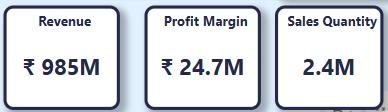 Revenue
₹ 985M
Profit Margin
₹ 24.7M
Sales Quantity
2.4M